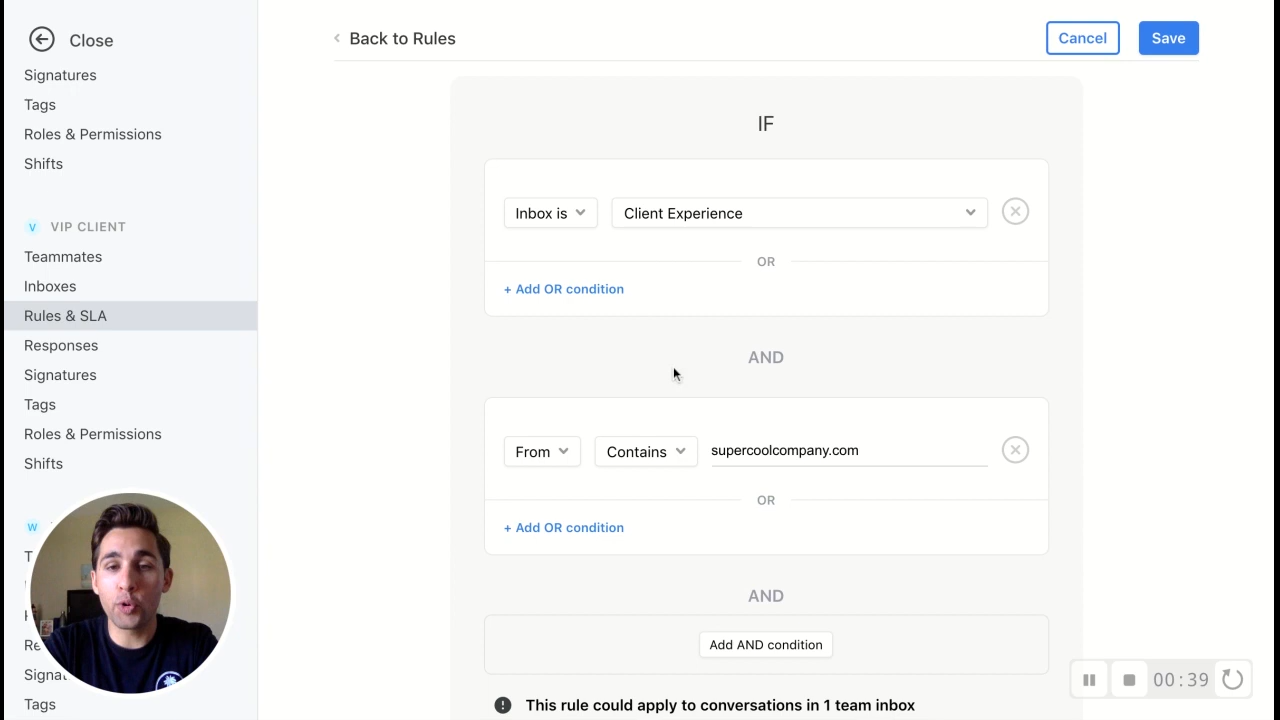 Close
Signatures
Tags
Roles & Permissions
Shifts
V VIP CLIENT
Teammates
Inboxes
Rules & SLA
Responses
Signatures
Tags
Roles & Permissions
Shifts
W
T
Re
Signat
Tags
Back to Rules
Cancel
Save
IF
Inbox is
Client Experience
OR
+ Add OR condition
AND
From
Contains
supercoolcompany.com
OR
+ Add OR condition
AND
Add AND condition
This rule could apply to conversations in 1 team inbox
00:39